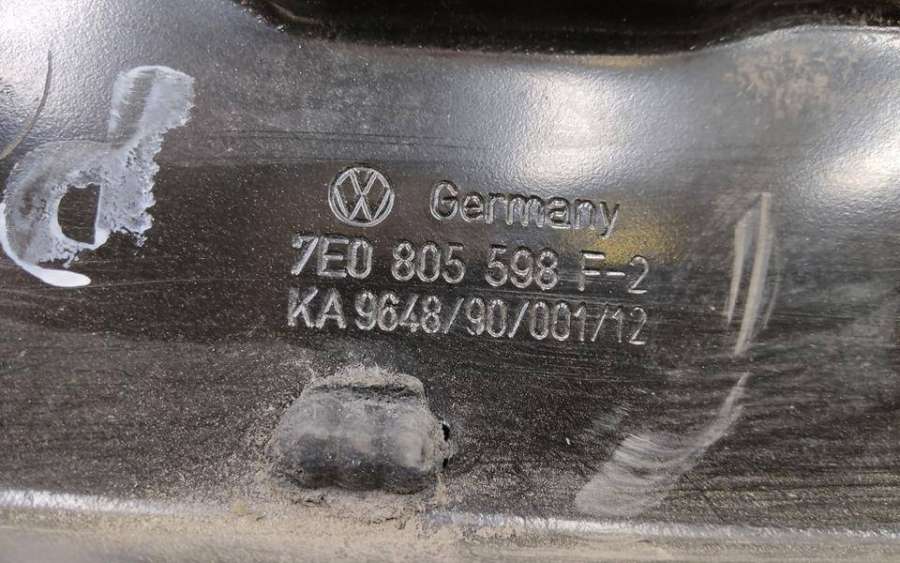 Germany
7E0 805 598 F-2
KA 9648/90/001/12